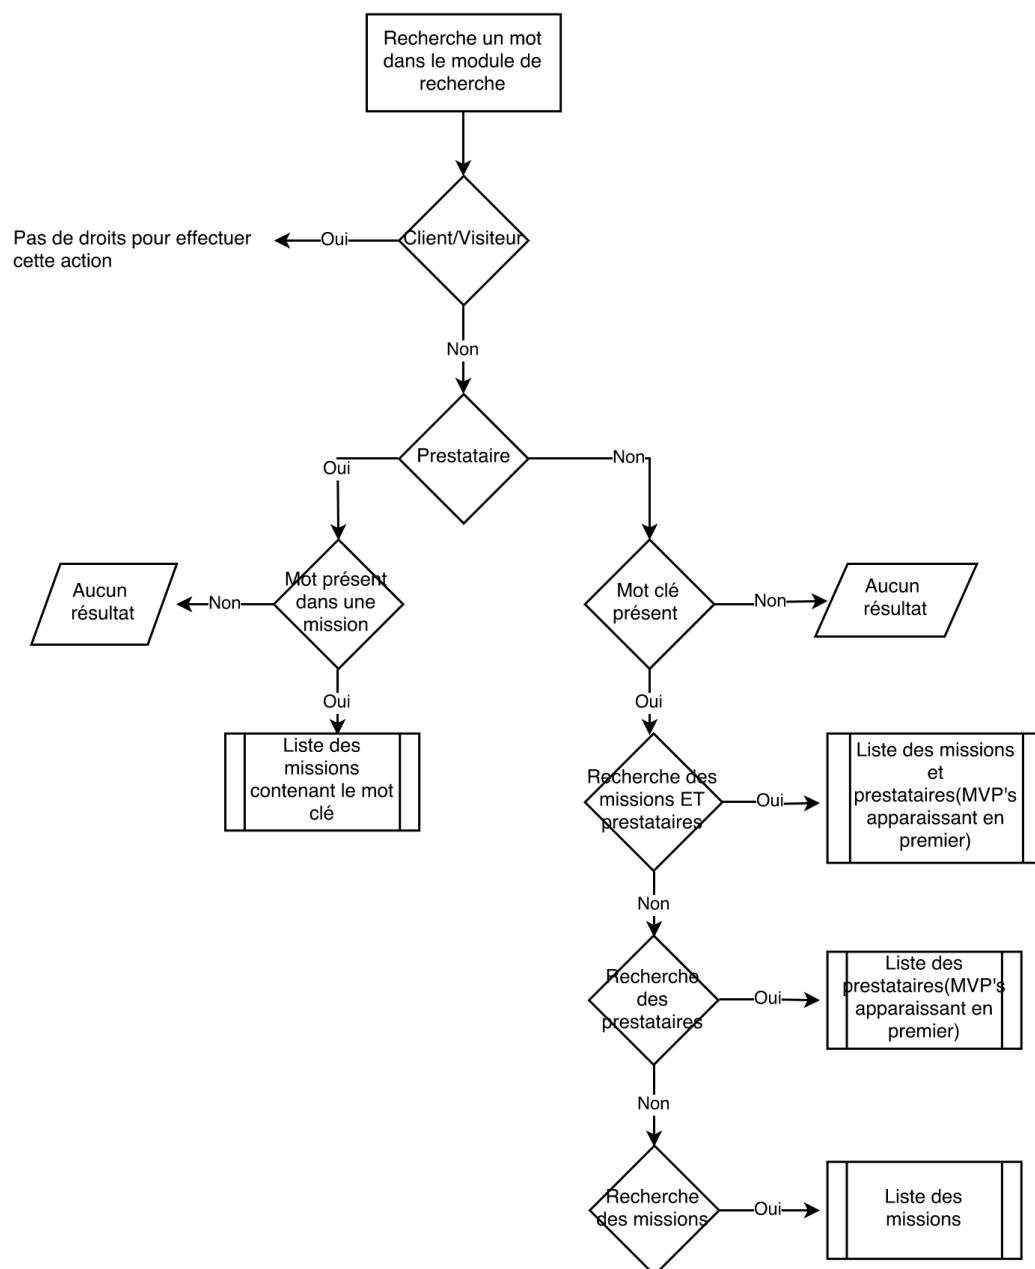 Recherche un mot
dans le module de
recherche
Client/Visiteur
Oui
Pas de droits pour effectuer
cette action
Non
Prestataire
Oui
Non
Mot présent
dans une
mission
Non
Aucun
résultat
Mot clé
présent
Non
Aucun
résultat
Oui
Liste des
missions
contenant le mot
clé
Oui
Recherche des
missions ET
prestataires
Oui
Liste des missions
et
prestataires(MVP's
apparaissant en
premier)
Non
Recherche
des
prestataires
Oui
Liste des
prestataires(MVP's
apparaissant en
premier)
Non
Recherche
des missions
Oui
Liste des
missions